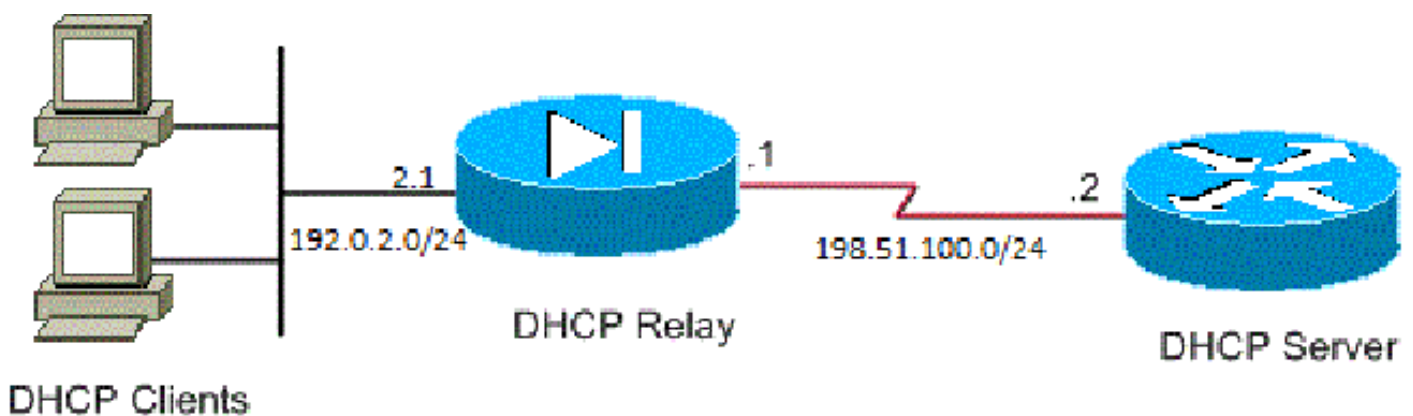 2.1
192.0.2.0/24
.1
DHCP Relay
198.51.100.0/24
.2
DHCP Server
DHCP Clients